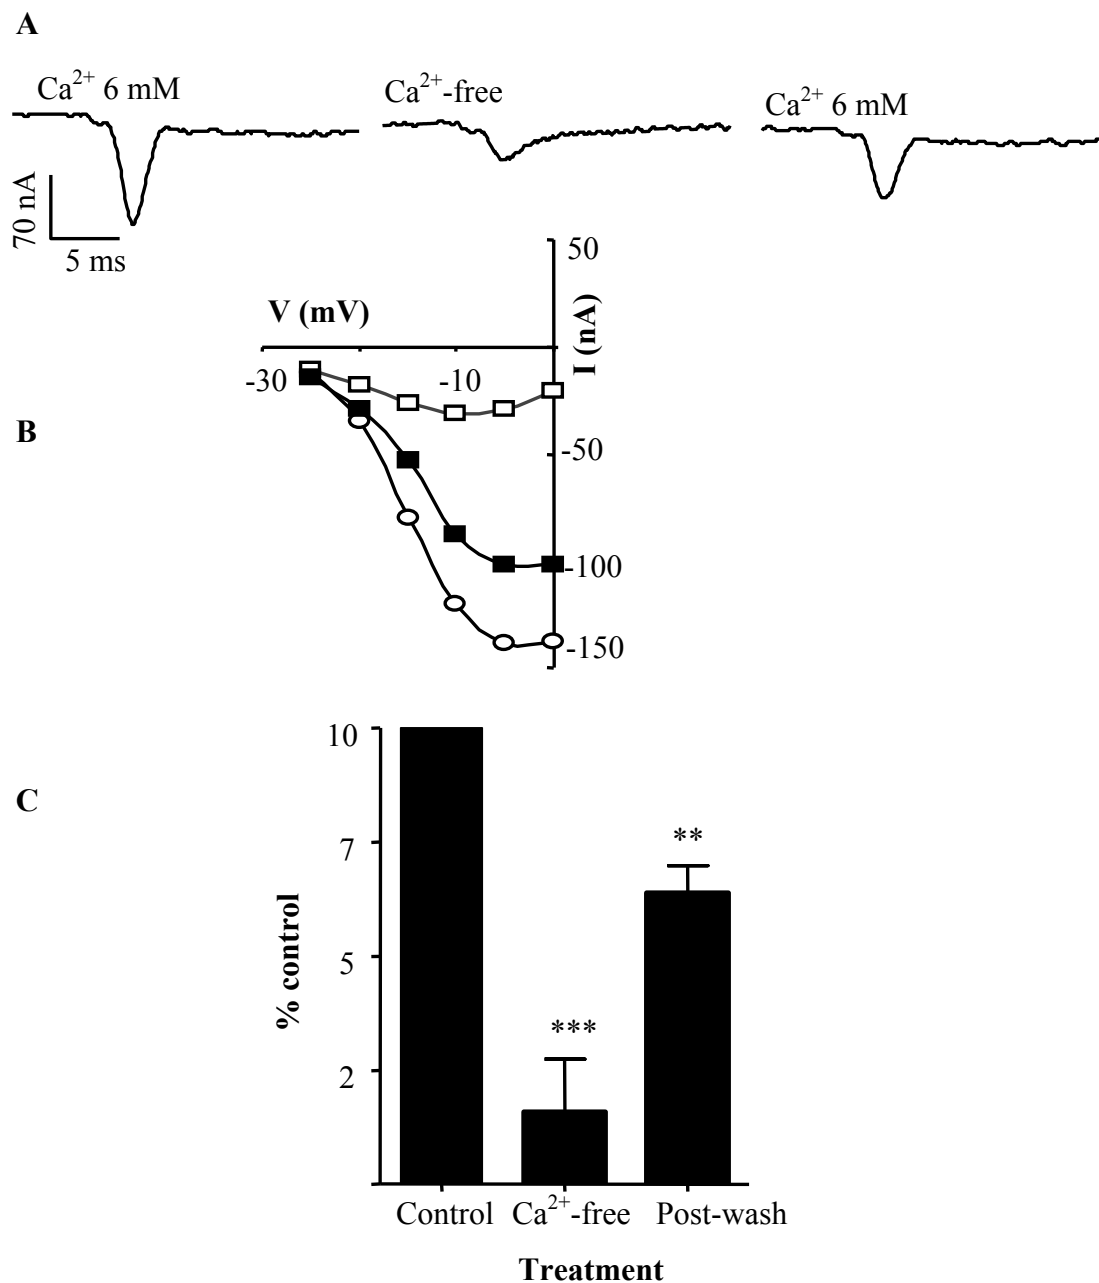 A
Ca²⁺ 6 mM
Ca²⁺-free
Ca²⁺ 6 mM
70 nA
5 ms
50
V (mV)
I (nA)
-30
-10
B
-50
-100
-150
10
C
7
**
% control
5
***
2
Control Ca²⁺-free Post-wash
Treatment